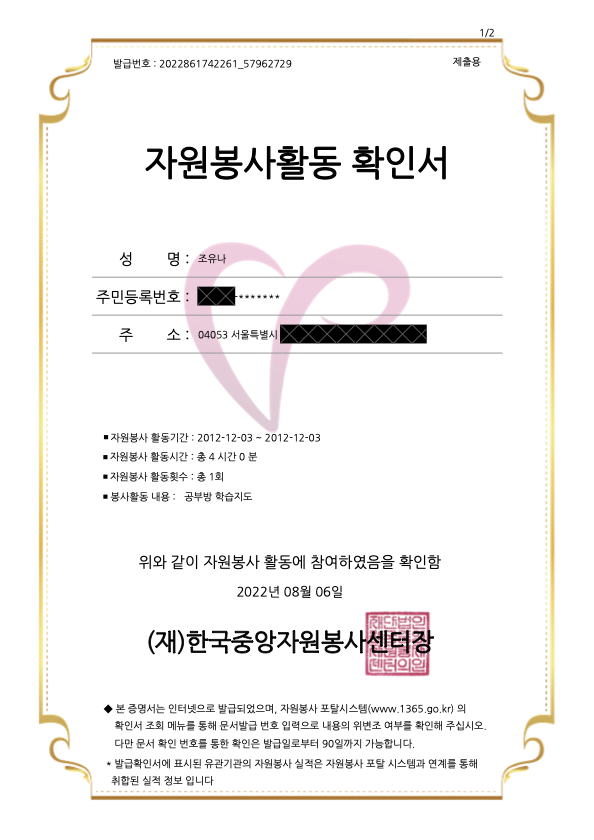 1/2
발급번호 : 2022861742261_57962729
제출용
자원봉사활동 확인서
성 명 : 조유나
주민등록번호 : -*******
주 소 : 04053 서울특별시
■ 자원봉사 활동기간 : 2012-12-03 ~ 2012-12-03
■ 자원봉사 활동시간 : 총 4 시간 0 분
■ 자원봉사 활동횟수 : 총 1회
■ 봉사활동 내용 : 공부방 학습지도
위와 같이 자원봉사 활동에 참여하였음을 확인함
2022년 08월 06일
(재)한국중앙자원봉사센터장
◆ 본 증명서는 인터넷으로 발급되었으며, 자원봉사 포탈시스템(www.1365.go.kr) 의
확인서 조회 메뉴를 통해 문서발급 번호 입력으로 내용의 위변조 여부를 확인해 주십시오.
다만 문서 확인 번호를 통한 확인은 발급일로부터 90일까지 가능합니다.
* 발급확인서에 표시된 유관기관의 자원봉사 실적은 자원봉사 포탈 시스템과 연계를 통해
취합된 실적 정보 입니다